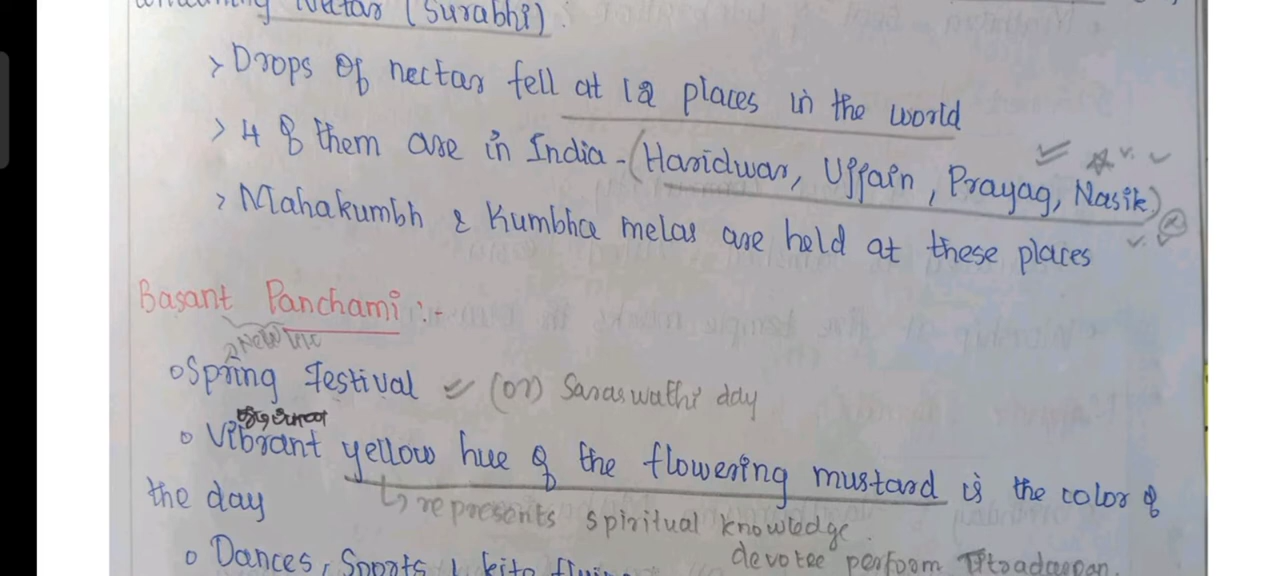 Nectar (Surabhi)
> Drops of nectar fell at 12 places in the world
> 4 of them are in India - (Haridwar, Ujjain, Prayag, Nasik)
> Mahakumbh & Kumbha melas are held at these places
Basant Panchami :-
o Spring Festival (or) Saraswathi day
o Vibrant yellow hue of the flowering mustard is the color of
the day
↳ represents spiritual knowledge.
o Dances, Sports, kite flying
devotee perform